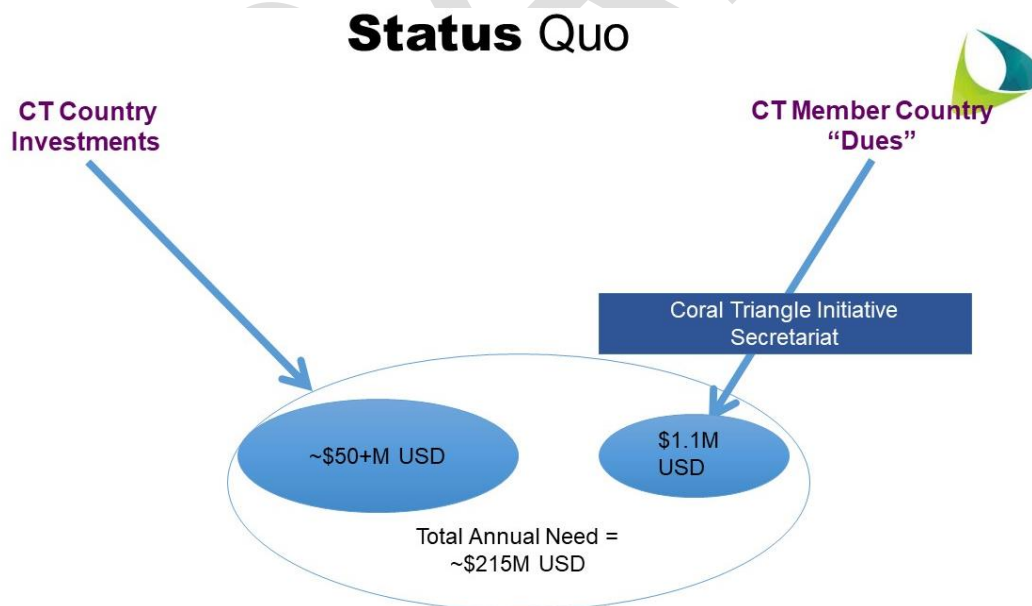 Status Quo
CT Country
Investments
CT Member Country
“Dues”
Coral Triangle Initiative
Secretariat
~$50+M USD
$1.1M
USD
Total Annual Need =
~$215M USD